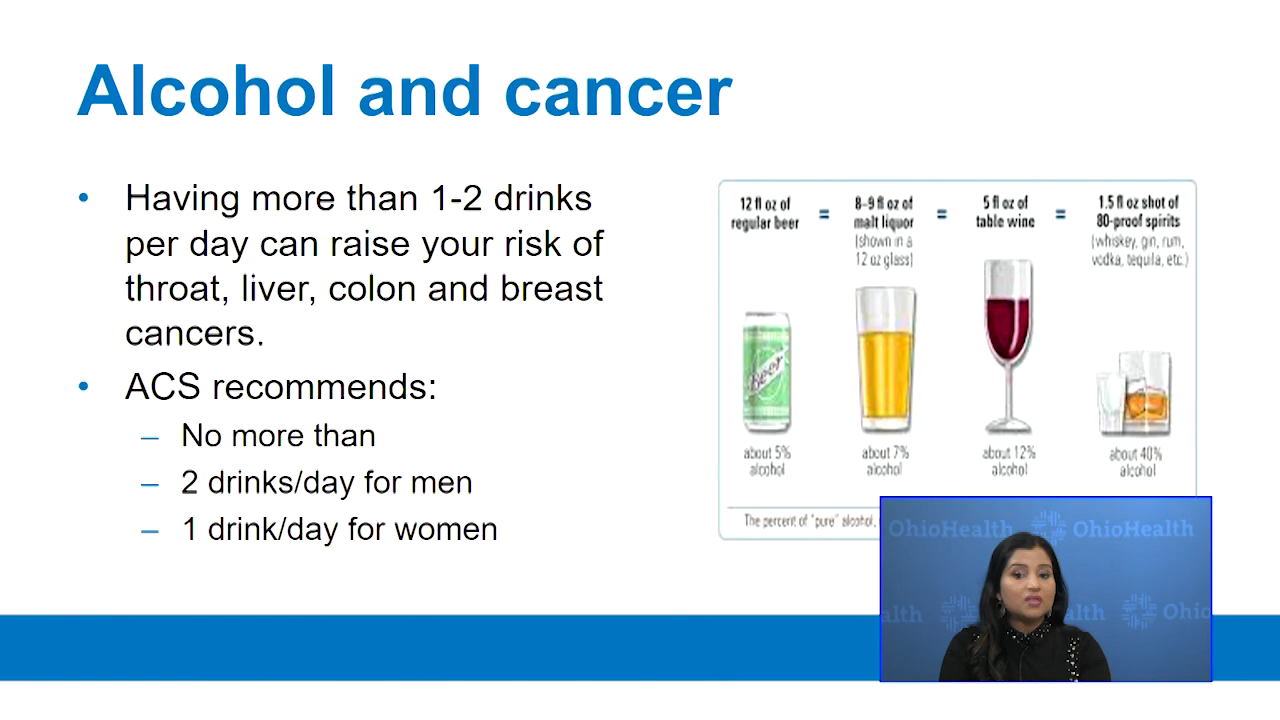 Alcohol and cancer
• Having more than 1-2 drinks
per day can raise your risk of
throat, liver, colon and breast
cancers.
• ACS recommends:
– No more than
– 2 drinks/day for men
– 1 drink/day for women
12 fl oz of
regular beer
=
8–9 fl oz of
malt liquor
(shown in a
12 oz glass)
=
5 fl oz of
table wine
=
1.5 fl oz shot of
80-proof spirits
(whiskey, gin, rum,
vodka, tequila, etc.)
Beer
about 5%
alcohol
about 7%
alcohol
about 12%
alcohol
about 40%
alcohol
The percent of "pure" alcohol,
OhioHealth OhioHealth
alth alth Ohio